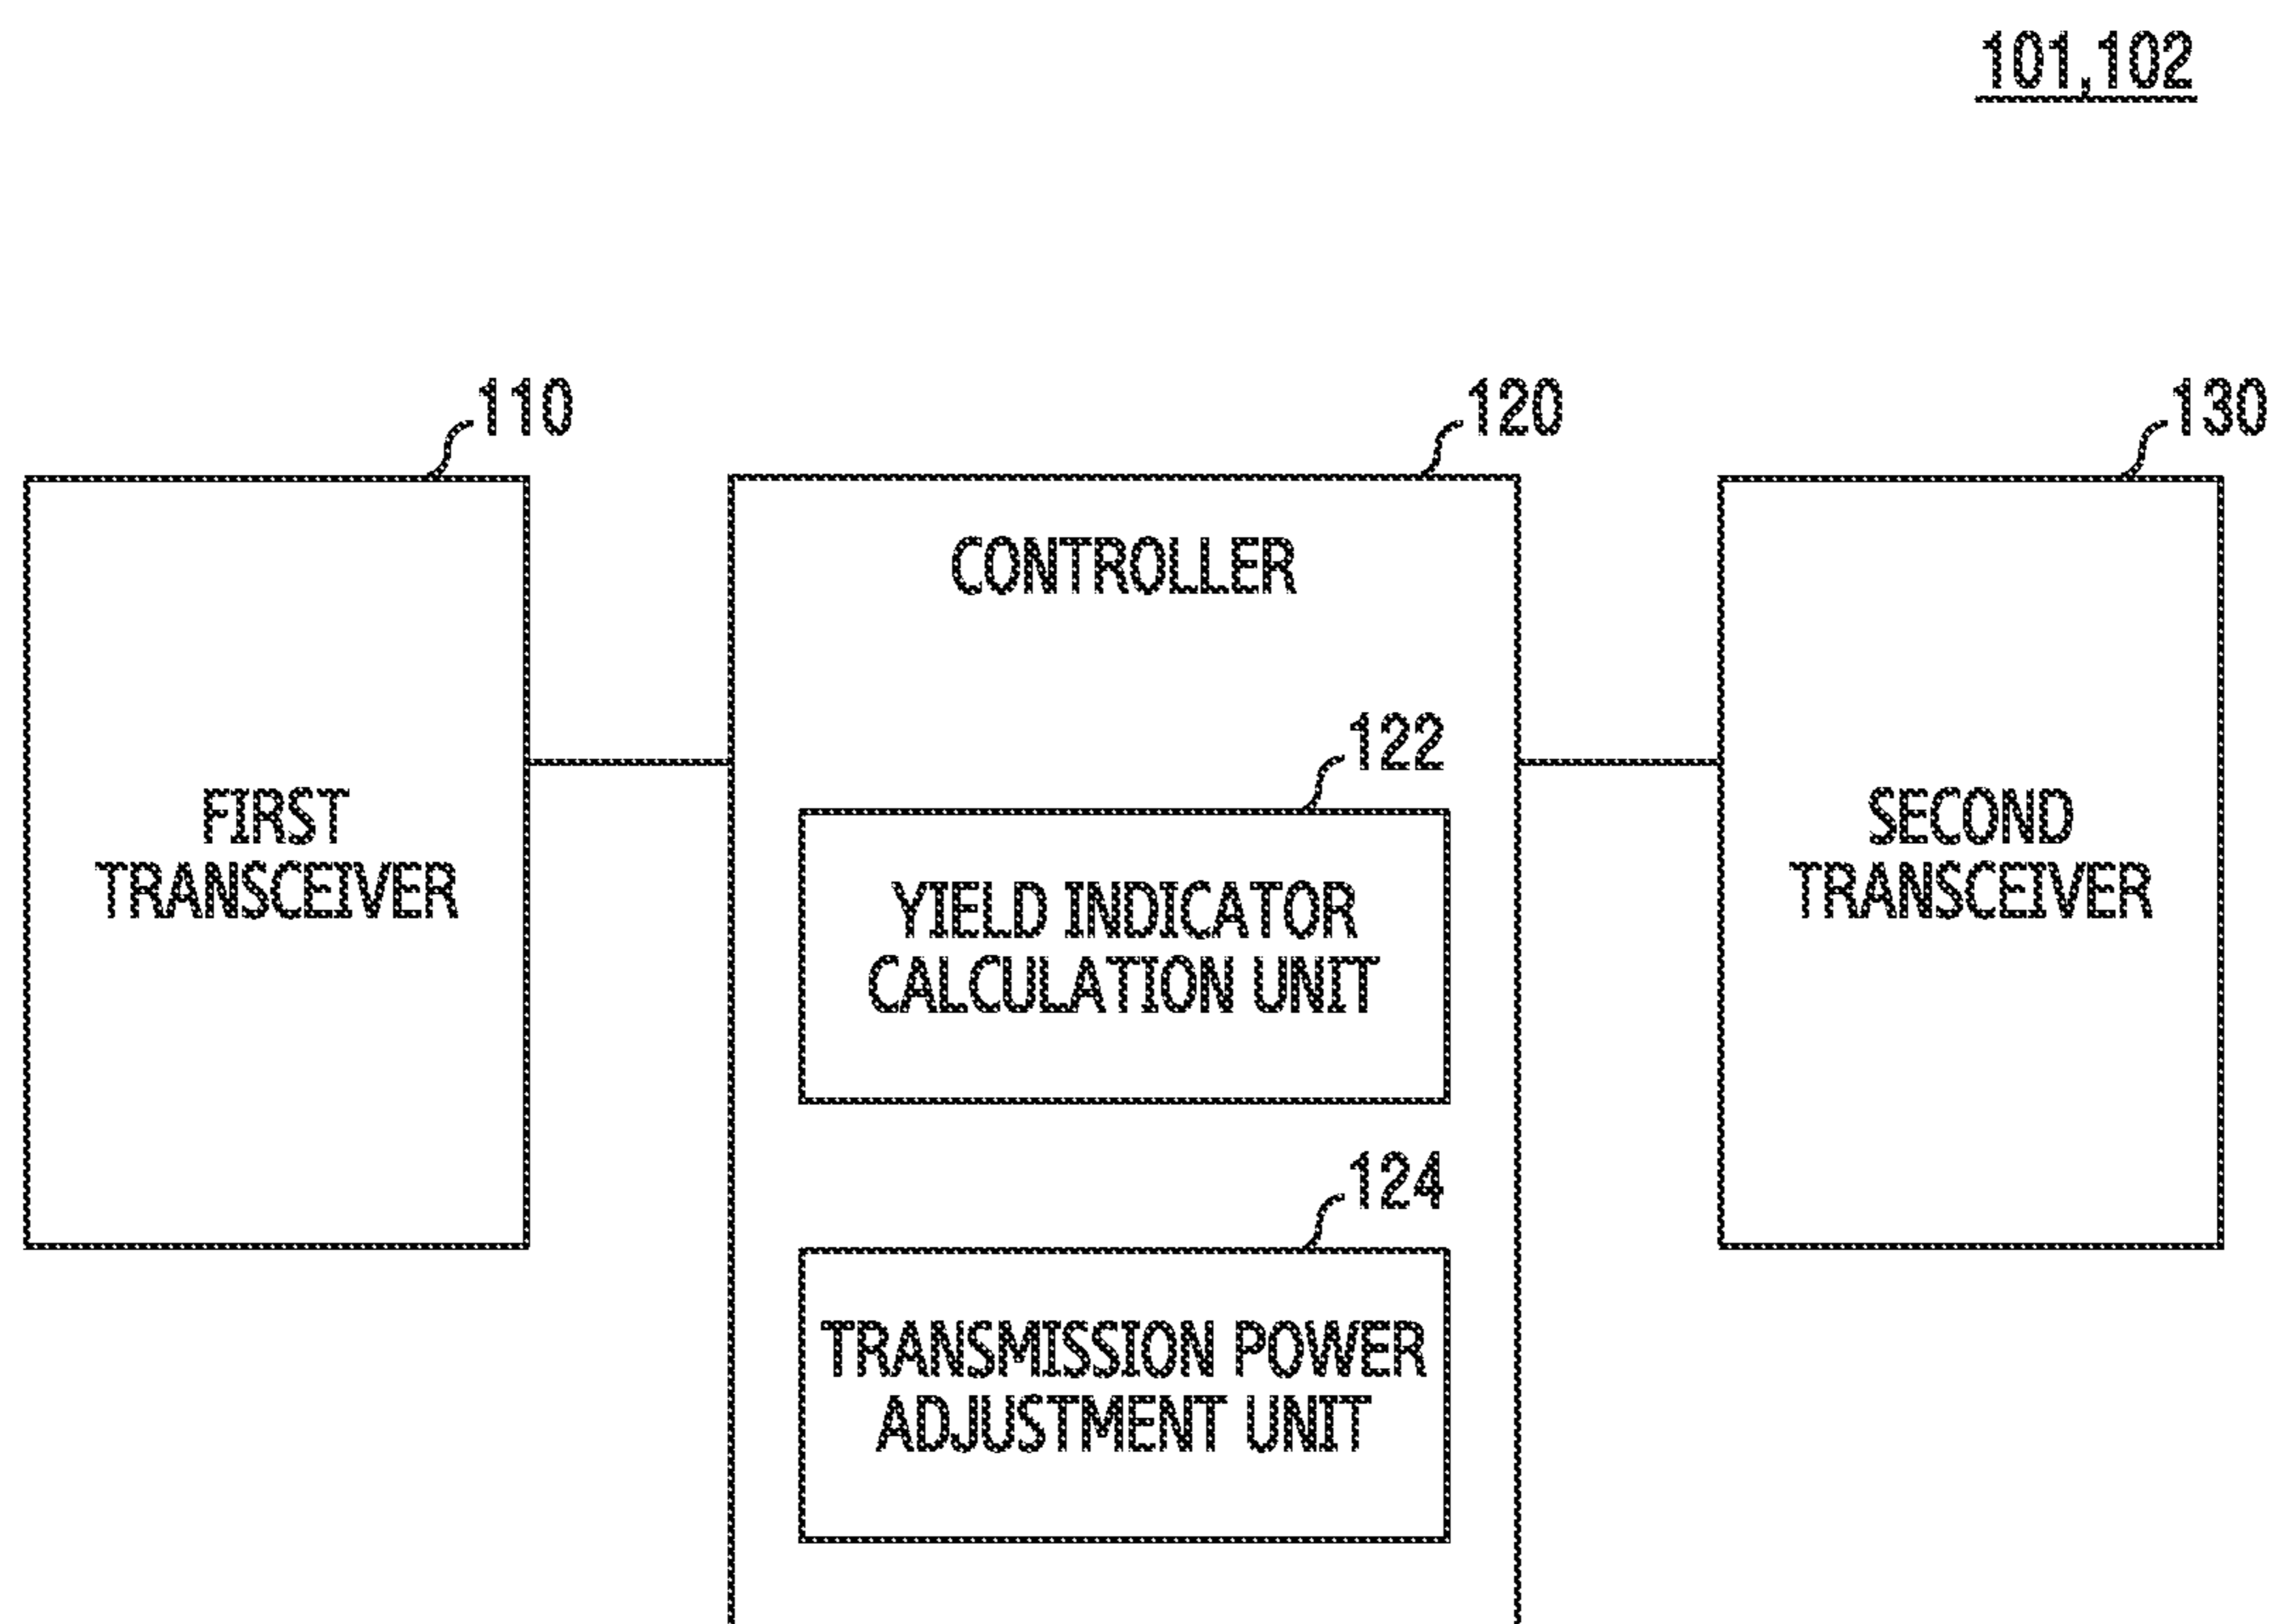 101,102
110
120
130
CONTROLLER
122
FIRST
TRANSCEIVER
YIELD INDICATOR
CALCULATION UNIT
SECOND
TRANSCEIVER
124
TRANSMISSION POWER
ADJUSTMENT UNIT